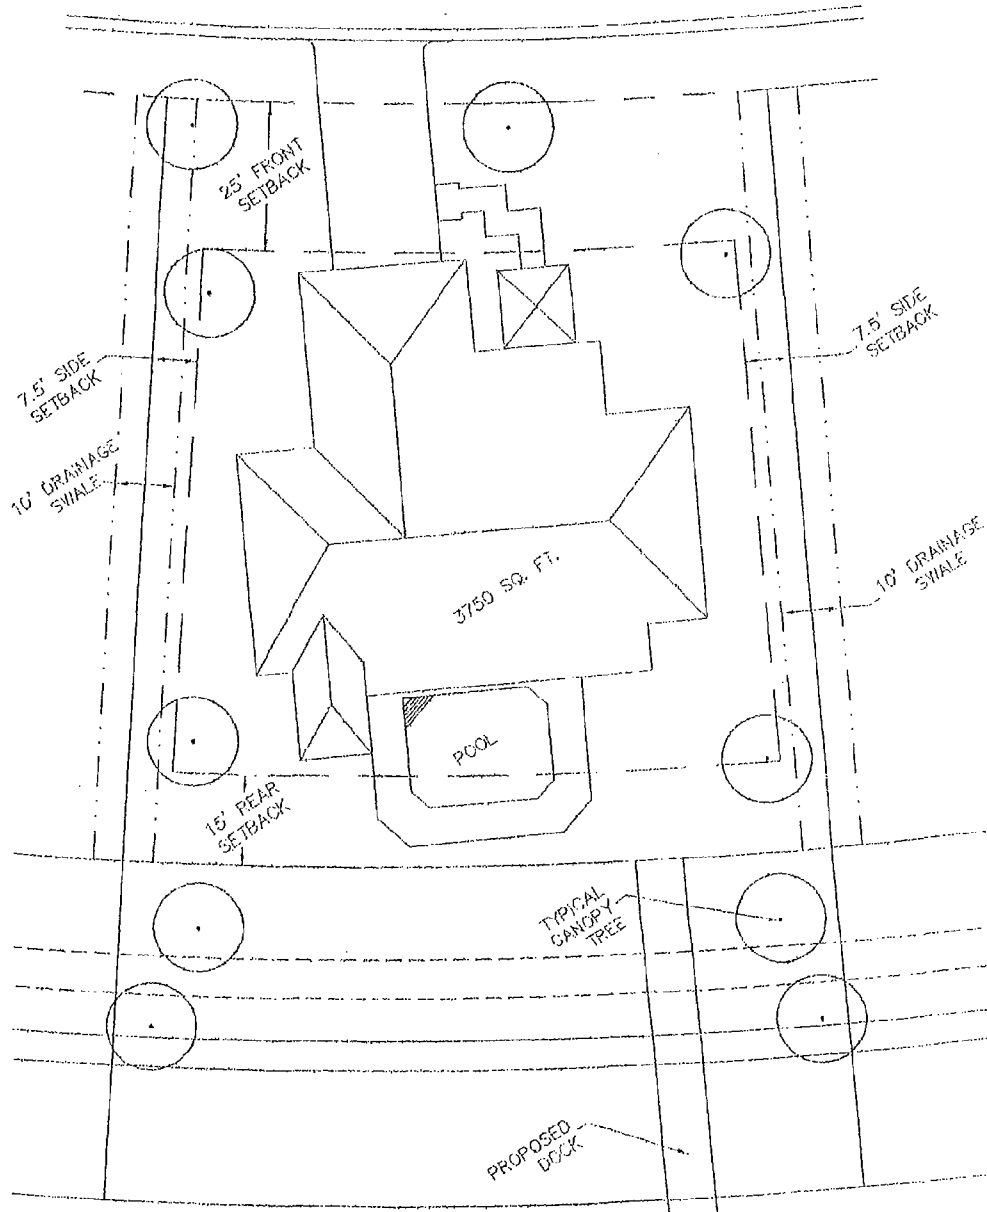 25' FRONT
SETBACK
7.5' SIDE
SETBACK
7.5' SIDE
SETBACK
10' DRAINAGE
SWALE
10' DRAINAGE
SWALE
3750 SQ. FT.
POOL
15' REAR
SETBACK
TYPICAL
CANOPY
TREE
PROPOSED
DOCK